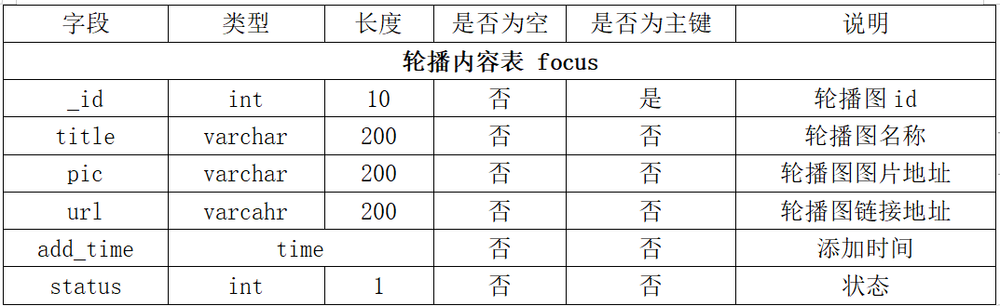 字段 类型 长度 是否为空 是否为主键 说明
轮播内容表 focus
_id int 10 否 是 轮播图 id
title varchar 200 否 否 轮播图名称
pic varchar 200 否 否 轮播图图片地址
url varcahr 200 否 否 轮播图链接地址
add_time time 否 否 添加时间
status int 1 否 否 状态